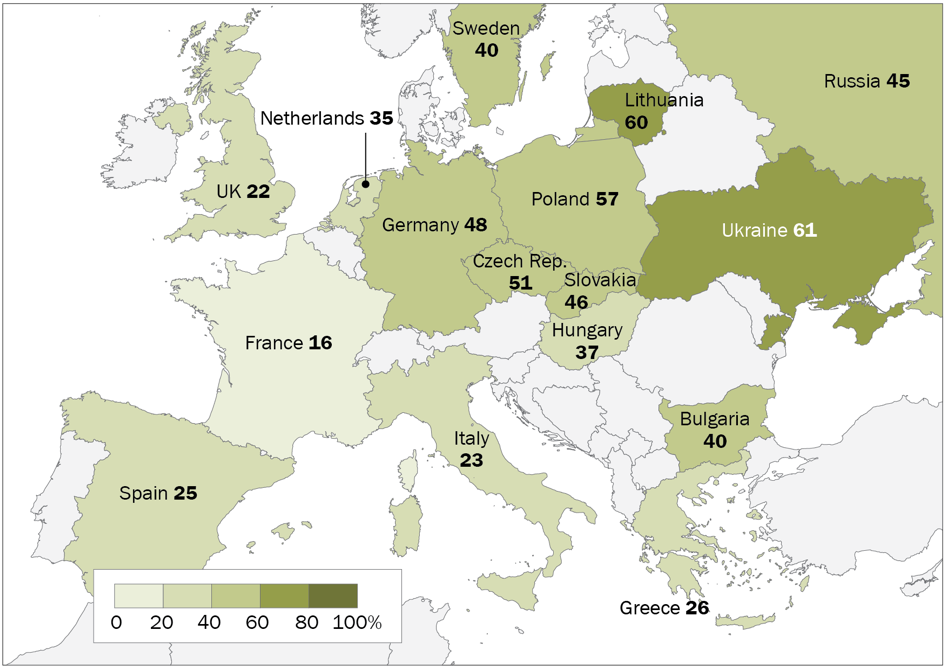 Sweden
40
Russia 45
Lithuania
60
Netherlands 35
UK 22
Poland 57
Germany 48
Ukraine 61
Czech Rep.
51
Slovakia
46
Hungary
37
France 16
Bulgaria
40
Italy
23
Spain 25
Greece 26
0 20 40 60 80 100%